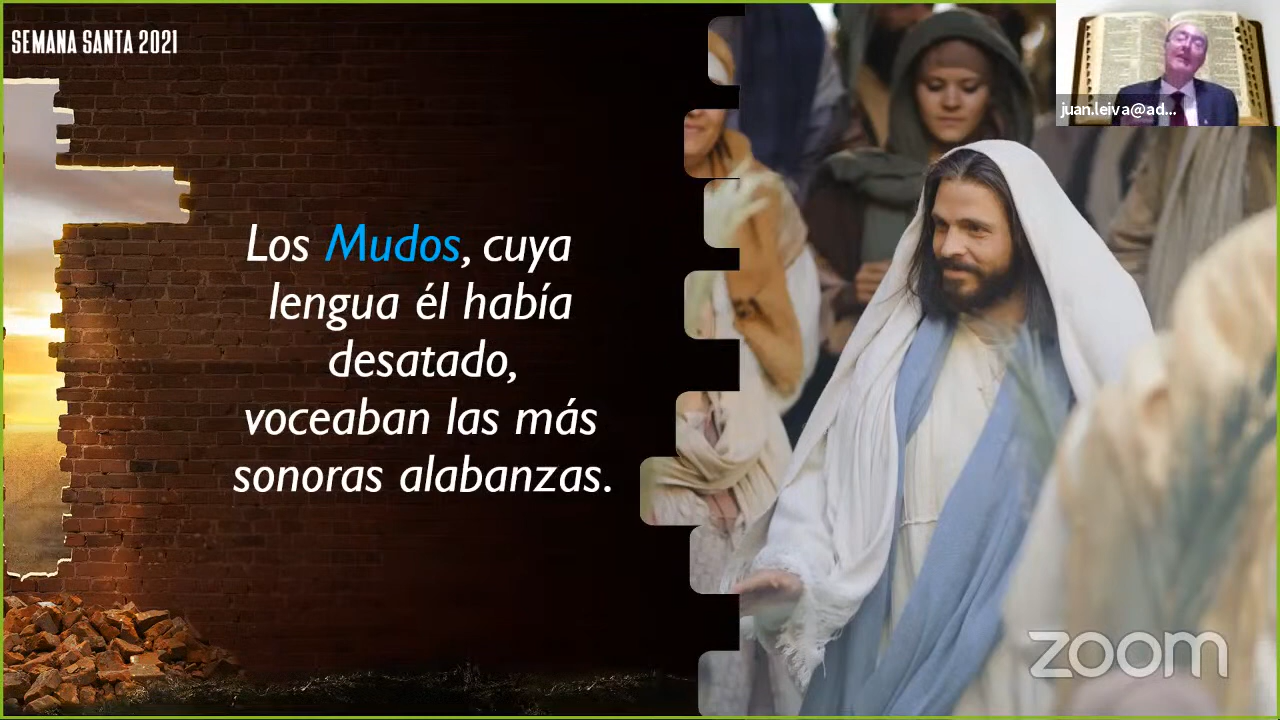 SEMANA SANTA 2021
juan.leiva@ad...
Los Mudos, cuya
lengua él había
desatado,
voceaban las más
sonoras alabanzas.
zoom